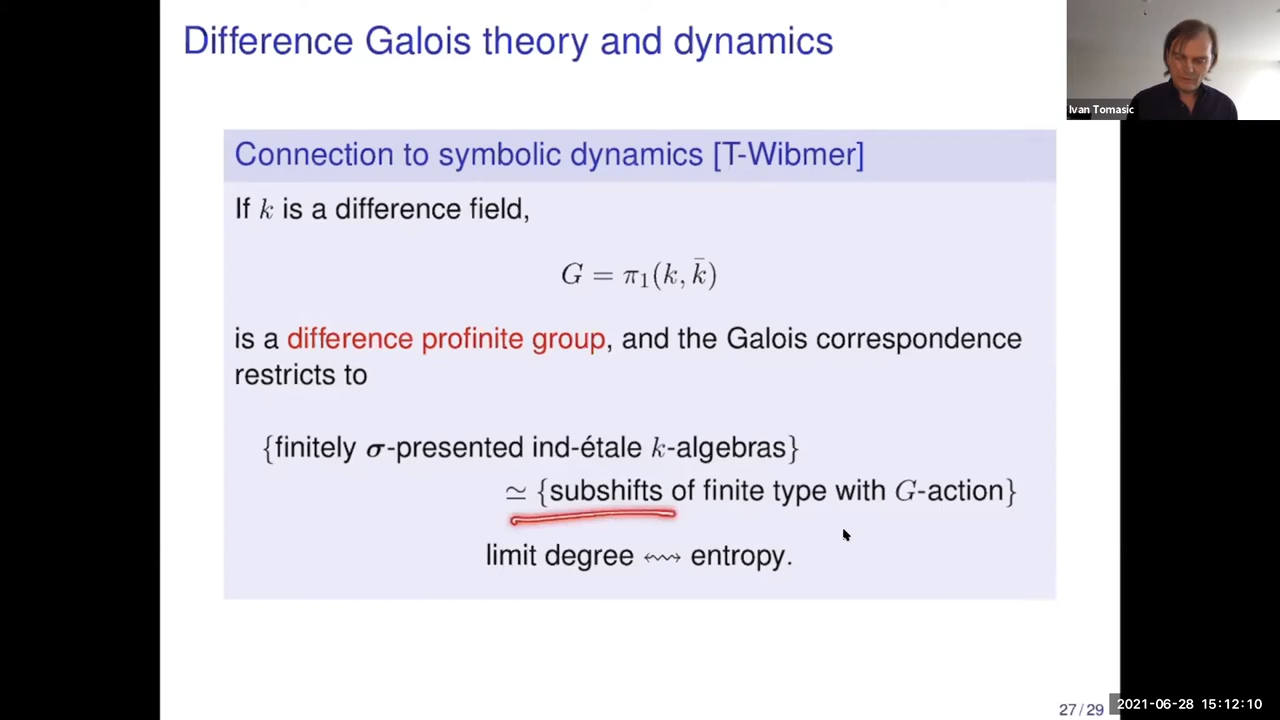 Difference Galois theory and dynamics
Ivan Tomasic
Connection to symbolic dynamics [T-Wibmer]
If k is a difference field,
G = π₁(k, k̄)
is a difference profinite group, and the Galois correspondence
restricts to
{finitely σ-presented ind-étale k-algebras}
≃ {subshifts of finite type with G-action}
limit degree ⇝ entropy.
27/29
2021-06-28 15:12:10